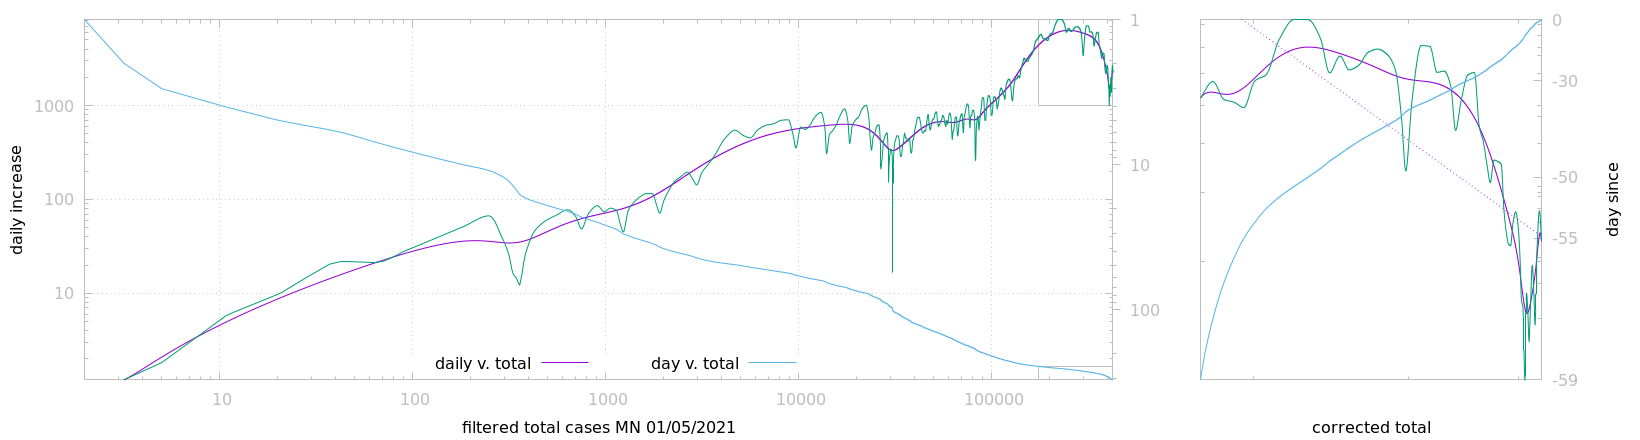 daily increase
1000
100
10
10
100
1000
10000
100000
1
10
100
daily v. total
day v. total
filtered total cases MN 01/05/2021
0
-30
-50
-55
-59
day since
corrected total